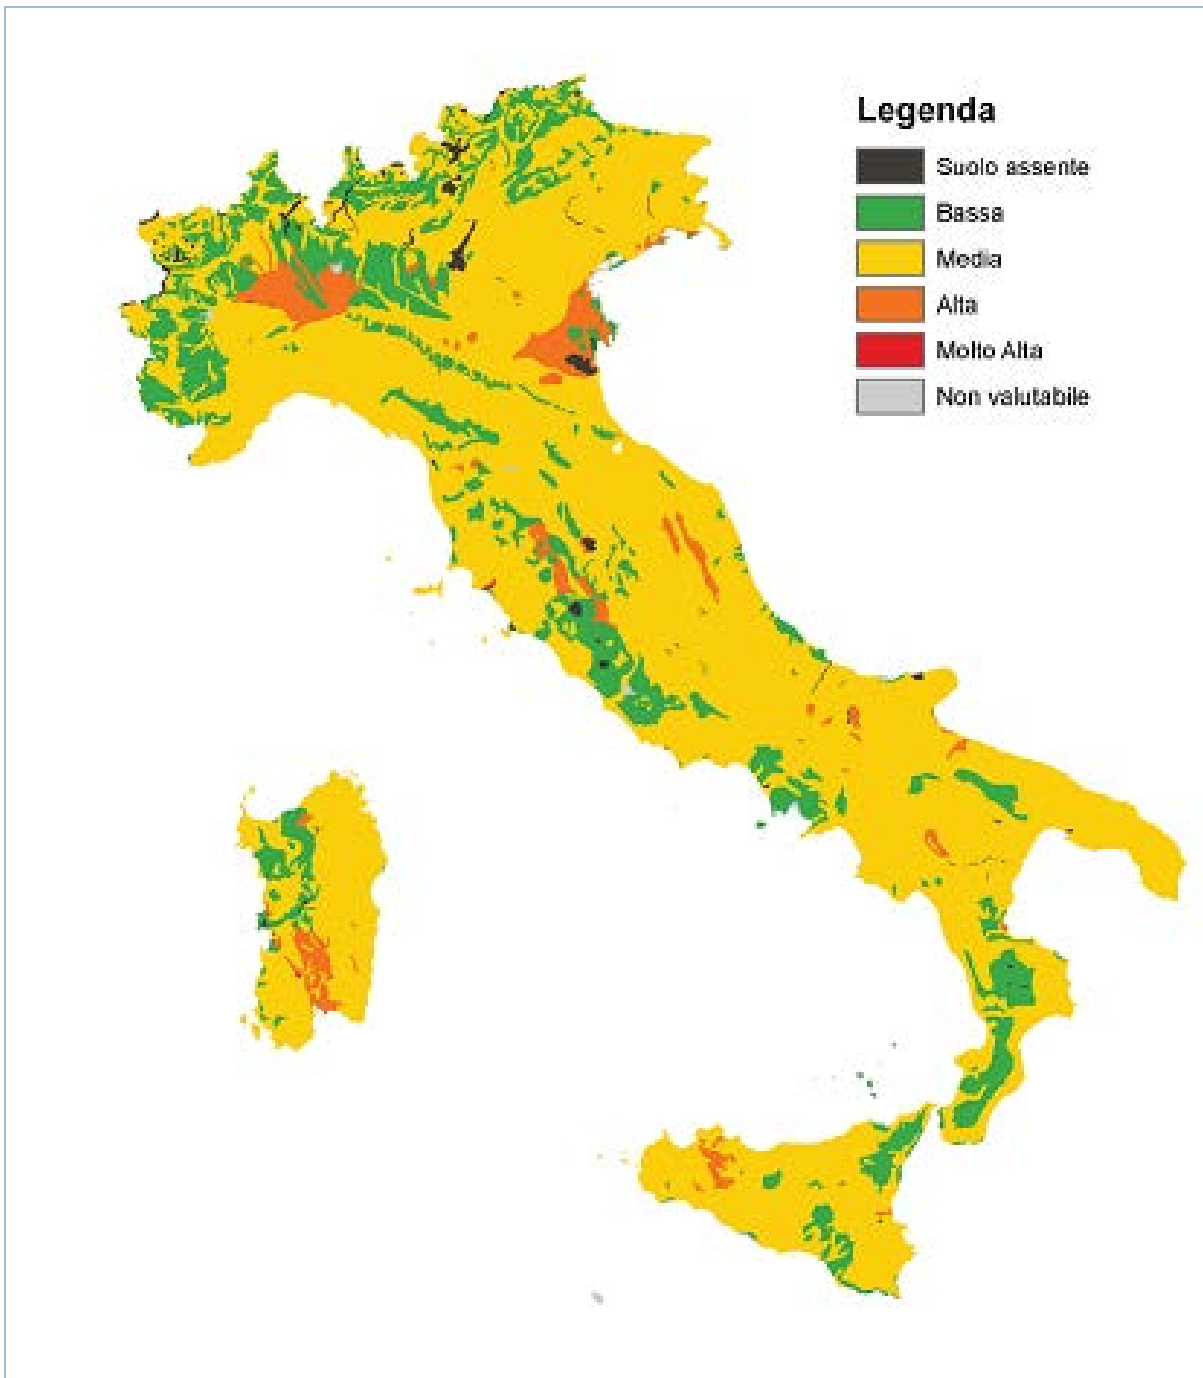 Legenda
Suolo assente
Bassa
Media
Alta
Molto Alta
Non valutabile